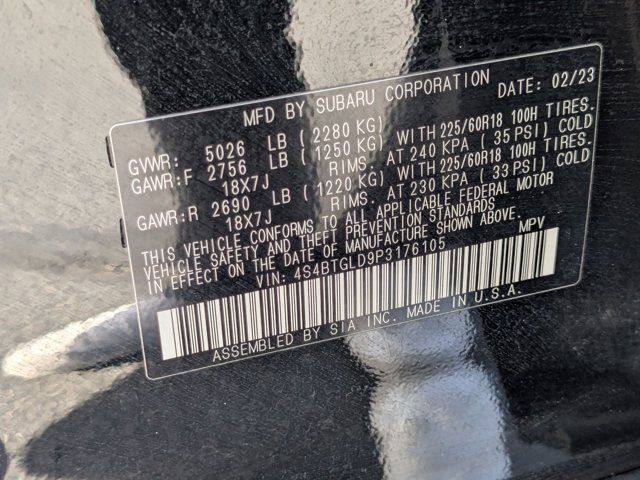 MFD BY SUBARU CORPORATION DATE: 02/23
GVWR: 5026 LB (2280 KG)
GAWR:F 2756 LB (1250 KG) WITH 225/60R18 100H TIRES.
18X7J RIMS. AT 240 KPA (35 PSI) COLD
GAWR:R 2690 LB (1220 KG) WITH 225/60R18 100H TIRES.
18X7J RIMS. AT 230 KPA (33 PSI) COLD
THIS VEHICLE CONFORMS TO ALL APPLICABLE FEDERAL MOTOR
VEHICLE SAFETY AND THEFT PREVENTION STANDARDS
IN EFFECT ON THE DATE OF MANUFACTURE SHOWN ABOVE.
VIN: 4S4BTGLD9P3176105 MPV
ASSEMBLED BY SIA INC. MADE IN U.S.A.